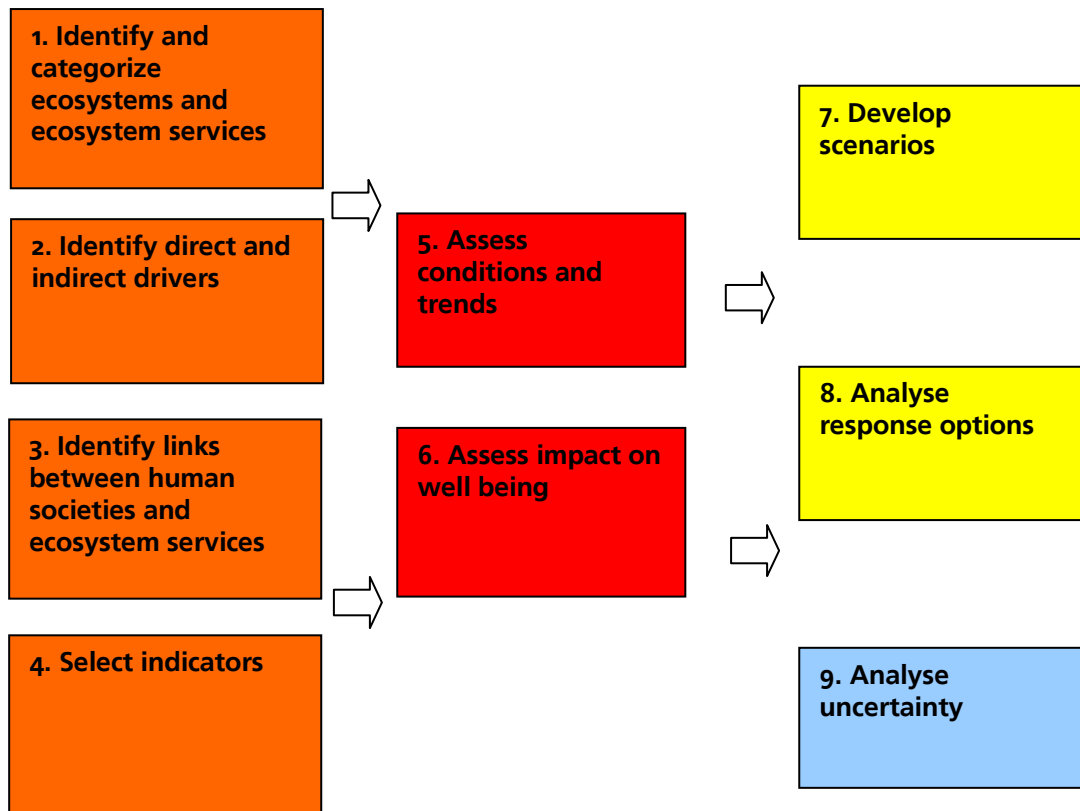 1. Identify and
categorize
ecosystems and
ecosystem services
2. Identify direct and
indirect drivers
3. Identify links
between human
societies and
ecosystem services
4. Select indicators
5. Assess
conditions and
trends
6. Assess impact on
well being
7. Develop
scenarios
8. Analyse
response options
9. Analyse
uncertainty